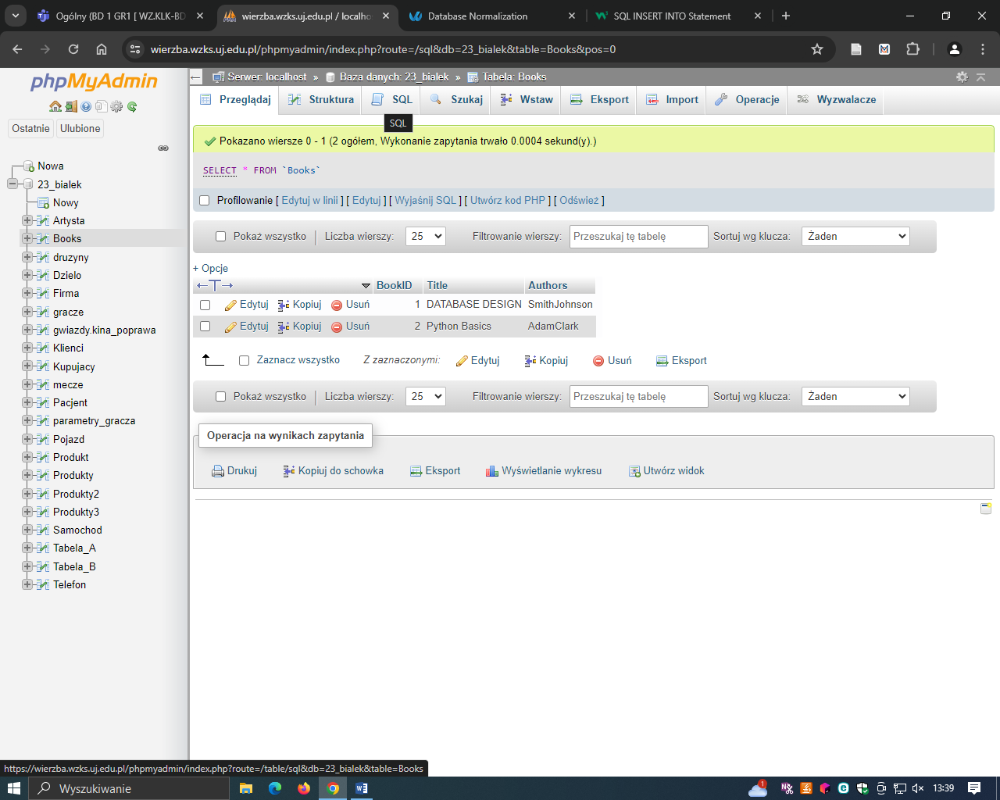 Ogólny (BD 1 GR1 [ WZ.KLK-BD
wierzba.wzks.uj.edu.pl / localho
Database Normalization
SQL INSERT INTO Statement
wierzba.wzks.uj.edu.pl/phpmyadmin/index.php?route=/sql&db=23_bialek&table=Books&pos=0
phpMyAdmin
Ostatnie
Ulubione
Nowa
23_bialek
Nowy
Artysta
Books
druzyny
Dzielo
Firma
gracze
gwiazdy.kina_poprawa
Klienci
Kupujacy
mecze
Pacjent
parametry_gracza
Pojazd
Produkt
Produkty
Produkty2
Produkty3
Samochod
Tabela_A
Tabela_B
Telefon
Serwer: localhost » Baza danych: 23_bialek » Tabela: Books
Przeglądaj Struktura SQL Szukaj Wstaw Eksport Import Operacje Wyzwalacze
SQL
Pokazano wiersze 0 - 1 (2 ogółem, Wykonanie zapytania trwało 0.0004 sekund(y).)
SELECT * FROM `Books`
Profilowanie [ Edytuj w linii ] [ Edytuj ] [ Wyjaśnij SQL ] [ Utwórz kod PHP ] [ Odśwież ]
Pokaż wszystko Liczba wierszy: 25 Filtrowanie wierszy: Przeszukaj tę tabelę Sortuj wg klucza: Żaden
+ Opcje
BookID Title Authors
Edytuj Kopiuj Usuń 1 DATABASE DESIGN SmithJohnson
Edytuj Kopiuj Usuń 2 Python Basics AdamClark
Zaznacz wszystko Z zaznaczonymi: Edytuj Kopiuj Usuń Eksport
Pokaż wszystko Liczba wierszy: 25 Filtrowanie wierszy: Przeszukaj tę tabelę Sortuj wg klucza: Żaden
Operacja na wynikach zapytania
Drukuj Kopiuj do schowka Eksport Wyświetlanie wykresu Utwórz widok
https://wierzba.wzks.uj.edu.pl/phpmyadmin/index.php?route=/table/sql&db=23_bialek&table=Books
Wyszukiwanie
1
13:39